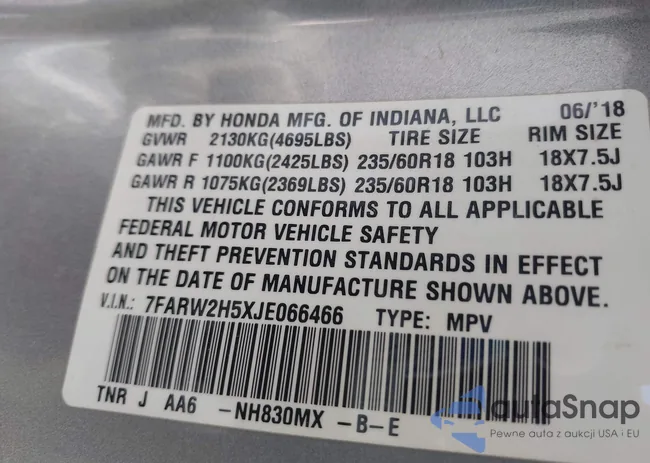 MFD. BY HONDA MFG. OF INDIANA, LLC 06/'18
GVWR 2130KG(4695LBS) TIRE SIZE RIM SIZE
GAWR F 1100KG(2425LBS) 235/60R18 103H 18X7.5J
GAWR R 1075KG(2369LBS) 235/60R18 103H 18X7.5J
THIS VEHICLE CONFORMS TO ALL APPLICABLE
FEDERAL MOTOR VEHICLE SAFETY
AND THEFT PREVENTION STANDARDS IN EFFECT
ON THE DATE OF MANUFACTURE SHOWN ABOVE.
V.I.N.: 7FARW2H5XJE066466 TYPE: MPV
TNR J AA6 -NH830MX -B-E
autaSnap
Pewne auta z aukcji USA i EU